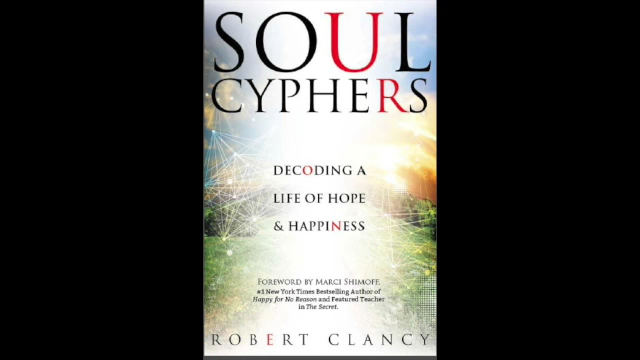 SOUL
CYPHERS
DECODING A
LIFE OF HOPE
& HAPPINESS
FOREWORD BY MARCI SHIMOFF,
#1 New York Times Bestselling Author of
Happy for No Reason and Featured Teacher
in The Secret.
ROBERT CLANCY